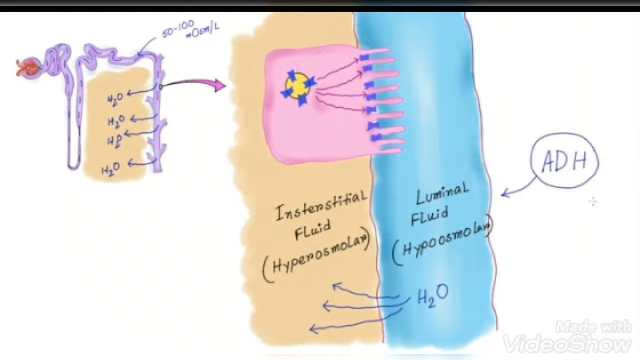 50-100
mOsm/L
H₂O
H₂O
H₂O
H₂O
Insterstitial
FLuid
(Hyperosmolar)
Luminal
FLuid
(Hypoosmolar)
ADH
H₂O
Made with
VideoShow